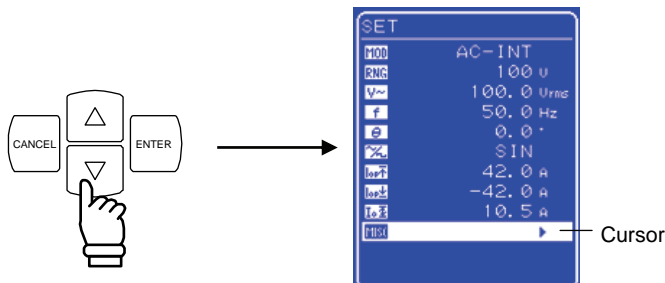 CANCEL
△
▽
ENTER
SET
MOD AC-INT
RNG 100 V
V~ 100.0 Vrms
f 50.0 Hz
θ 0.0 °
SIN
42.0 A
-42.0 A
10.5 A
MISC ▶
Cursor